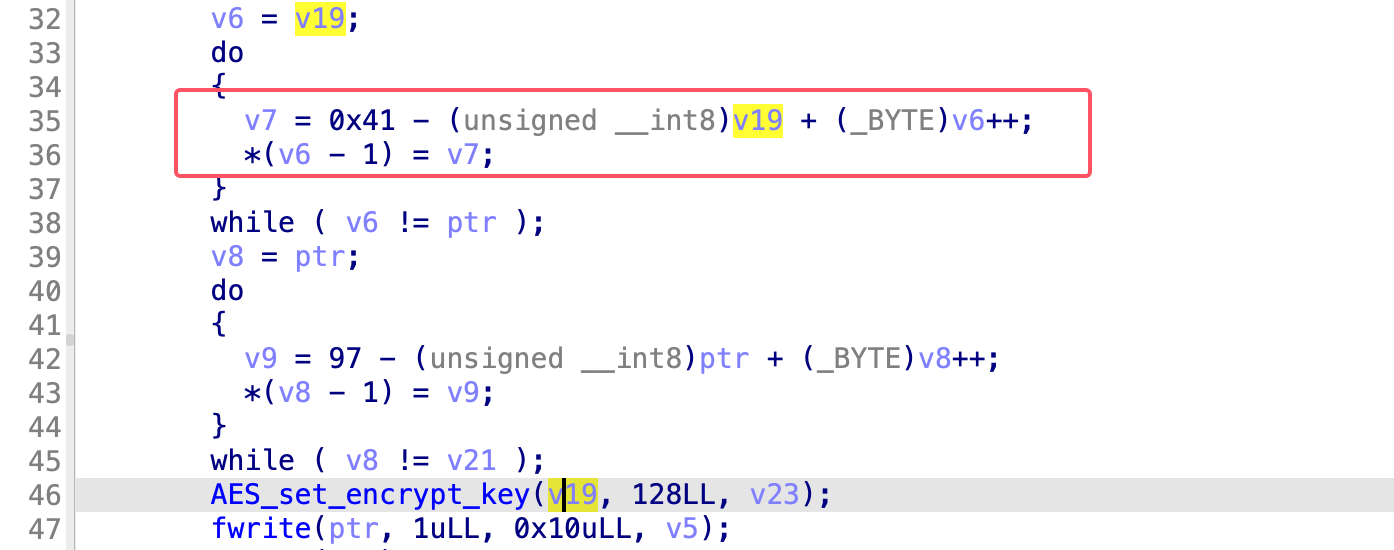 32 v6 = v19;
33 do
34 {
35 v7 = 0x41 - (unsigned __int8)v19 + (_BYTE)v6++;
36 *(v6 - 1) = v7;
37 }
38 while ( v6 != ptr );
39 v8 = ptr;
40 do
41 {
42 v9 = 97 - (unsigned __int8)ptr + (_BYTE)v8++;
43 *(v8 - 1) = v9;
44 }
45 while ( v8 != v21 );
46 AES_set_encrypt_key(v19, 128LL, v23);
47 fwrite(ptr, 1uLL, 0x10uLL, v5);